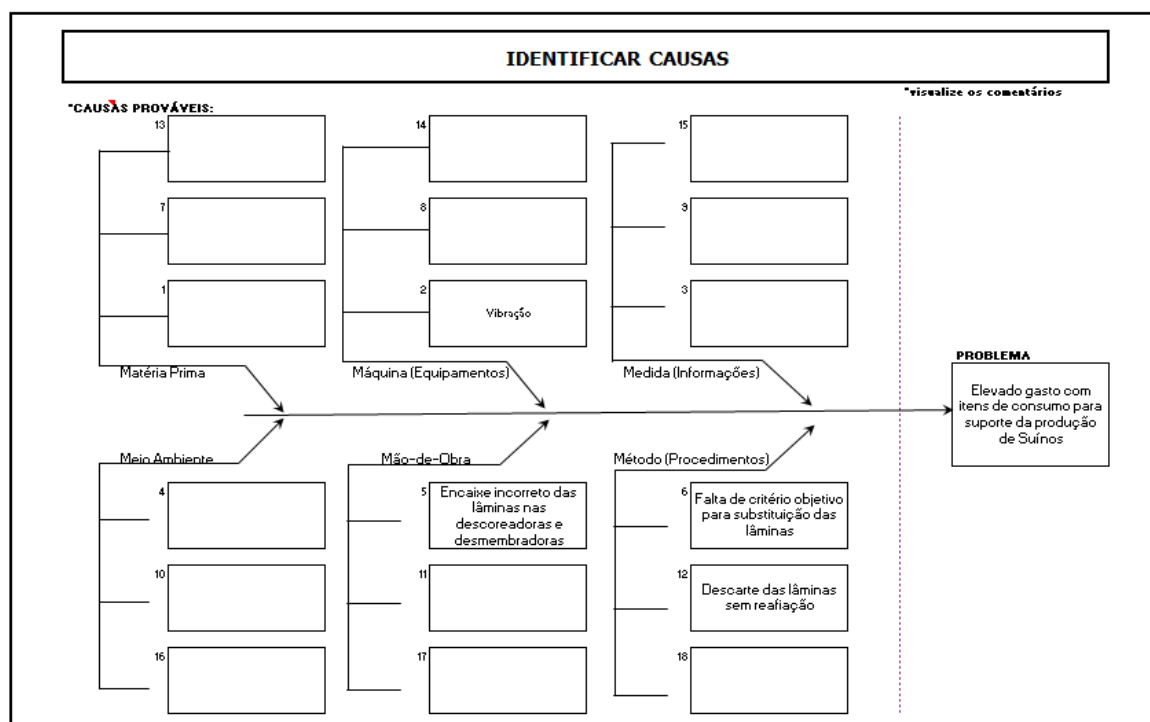 IDENTIFICAR CAUSAS
*visualize os comentários
*CAUSAS PROVÁVEIS:
13
14
15
7
8
9
1
2
3
Vibração
Matéria Prima
Máquina (Equipamentos)
Medida (Informações)
PROBLEMA
Elevado gasto com
itens de consumo para
suporte da produção
de Suínos
Meio Ambiente
Mão-de-Obra
Método (Procedimentos)
4
5
Encaixe incorreto das
lâminas nas
descoreadoras e
desmembradoras
6
Falta de critério objetivo
para substituição das
lâminas
10
11
12
Descarte das lâminas
sem reafiação
16
17
18